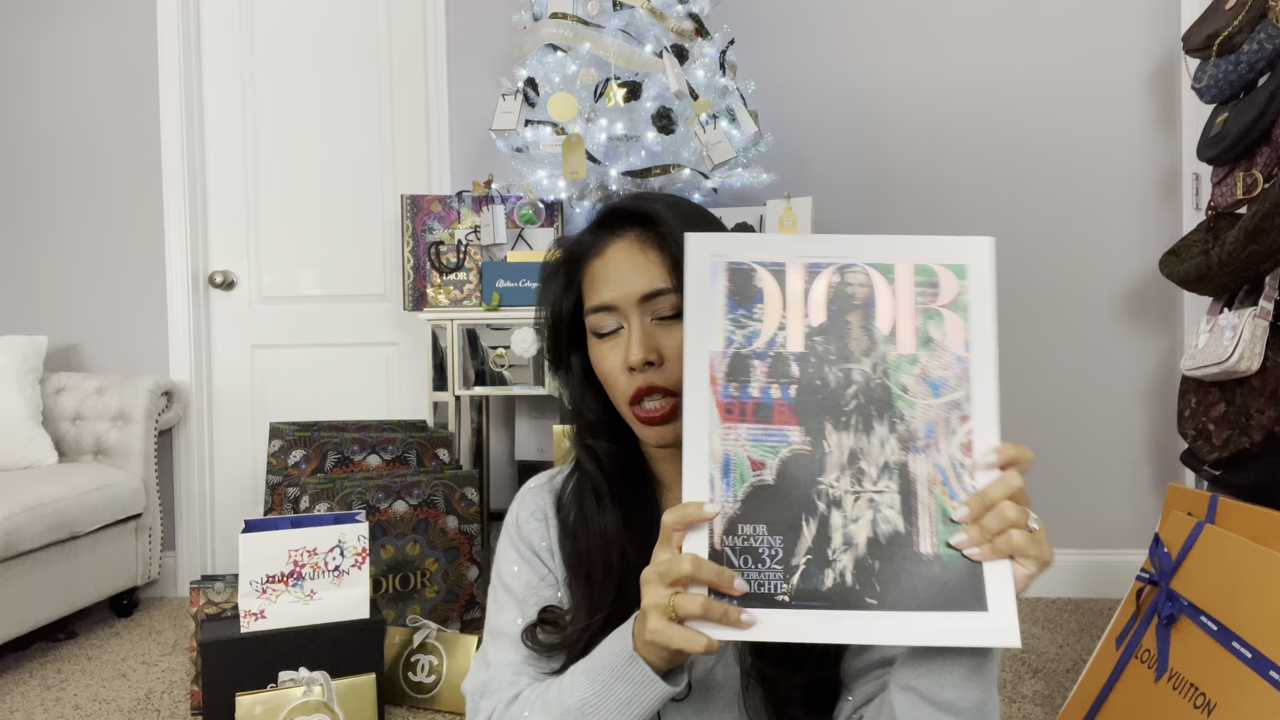 DIOR
Atelier Cologne
DIOR
DIOR
MAGAZINE
No.32
LOUIS VUITTON
DIOR
LOUIS VUITTON